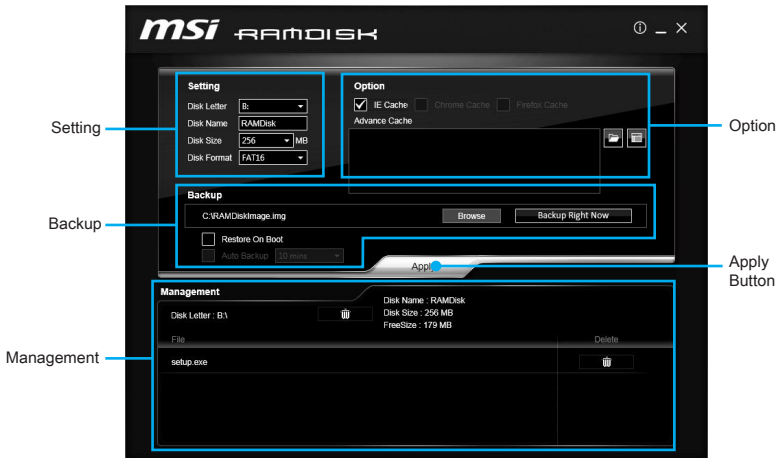 msi RAMDISK
Setting
Disk Letter B:
Disk Name RAMDisk
Disk Size 256 MB
Disk Format FAT16
Option
IE Cache Chrome Cache Firefox Cache
Advance Cache
Setting
Option
Backup
C:\RAMDiskImage.img Browse Backup Right Now
Restore On Boot
Auto Backup 10 mins
Backup
Apply
Apply
Button
Management
Disk Letter : B:\
Disk Name : RAMDisk
Disk Size : 256 MB
FreeSize : 179 MB
File Delete
setup.exe
Management